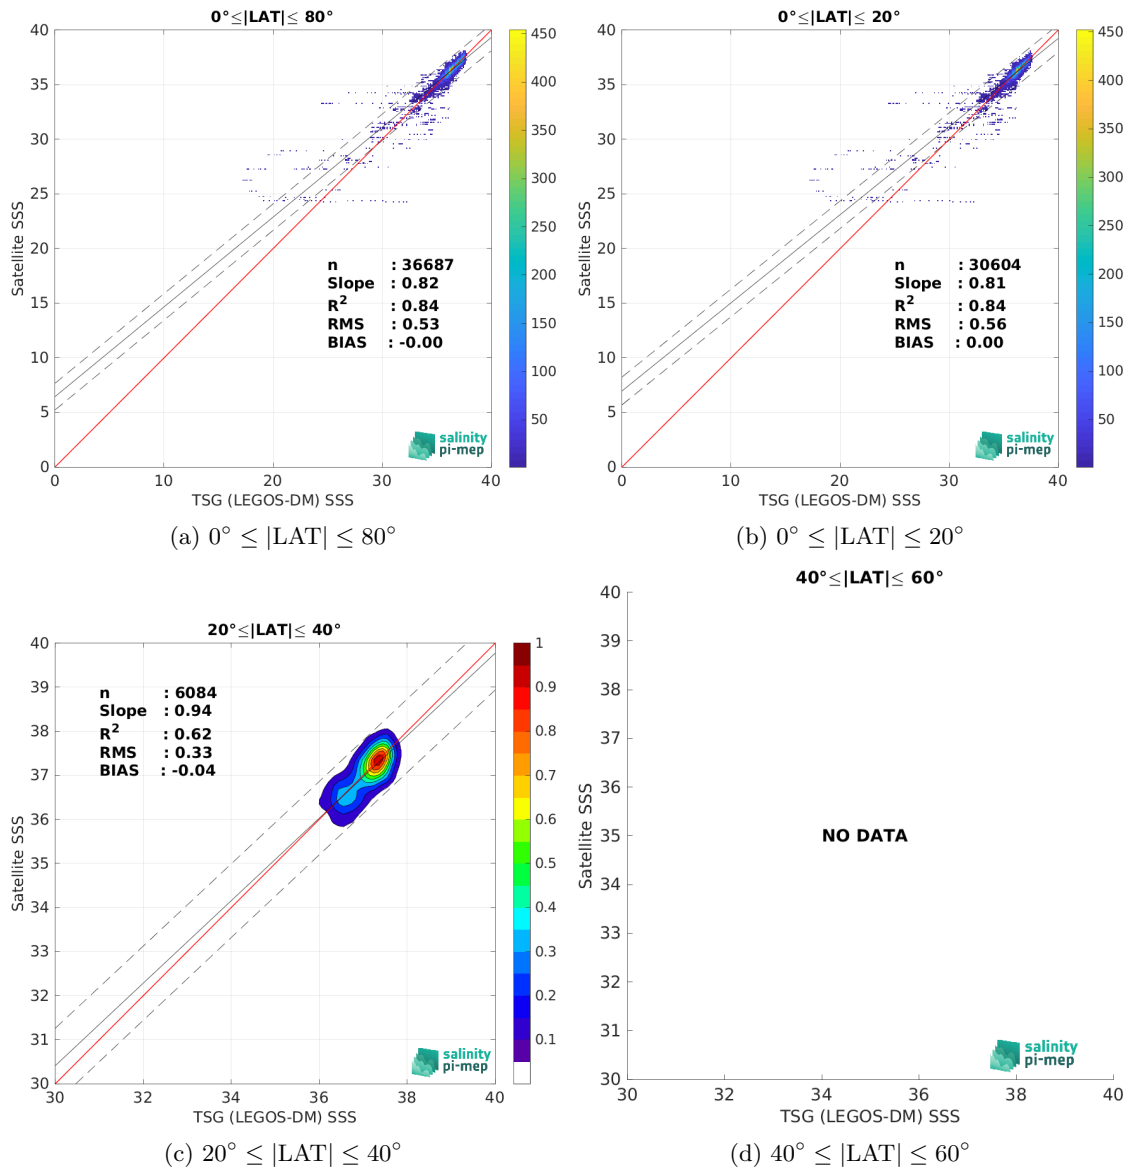 0°≤|LAT|≤ 80°
40
35
30
25
20
15
10
5
0
Satellite SSS
n : 36687
Slope : 0.82
R² : 0.84
RMS : 0.53
BIAS : -0.00
salinity
pi-mep
0 10 20 30 40
TSG (LEGOS-DM) SSS
450
400
350
300
250
200
150
100
50
(a) 0° ≤ |LAT| ≤ 80°
0°≤|LAT|≤ 20°
40
35
30
25
20
15
10
5
0
Satellite SSS
n : 30604
Slope : 0.81
R² : 0.84
RMS : 0.56
BIAS : 0.00
salinity
pi-mep
0 10 20 30 40
TSG (LEGOS-DM) SSS
450
400
350
300
250
200
150
100
50
(b) 0° ≤ |LAT| ≤ 20°
20°≤|LAT|≤ 40°
40
39
38
37
36
35
34
33
32
31
30
Satellite SSS
n : 6084
Slope : 0.94
R² : 0.62
RMS : 0.33
BIAS : -0.04
salinity
pi-mep
30 32 34 36 38 40
TSG (LEGOS-DM) SSS
1
0.9
0.8
0.7
0.6
0.5
0.4
0.3
0.2
0.1
(c) 20° ≤ |LAT| ≤ 40°
40°≤|LAT|≤ 60°
40
39
38
37
36
35
34
33
32
31
30
Satellite SSS
NO DATA
salinity
pi-mep
30 32 34 36 38 40
TSG (LEGOS-DM) SSS
(d) 40° ≤ |LAT| ≤ 60°